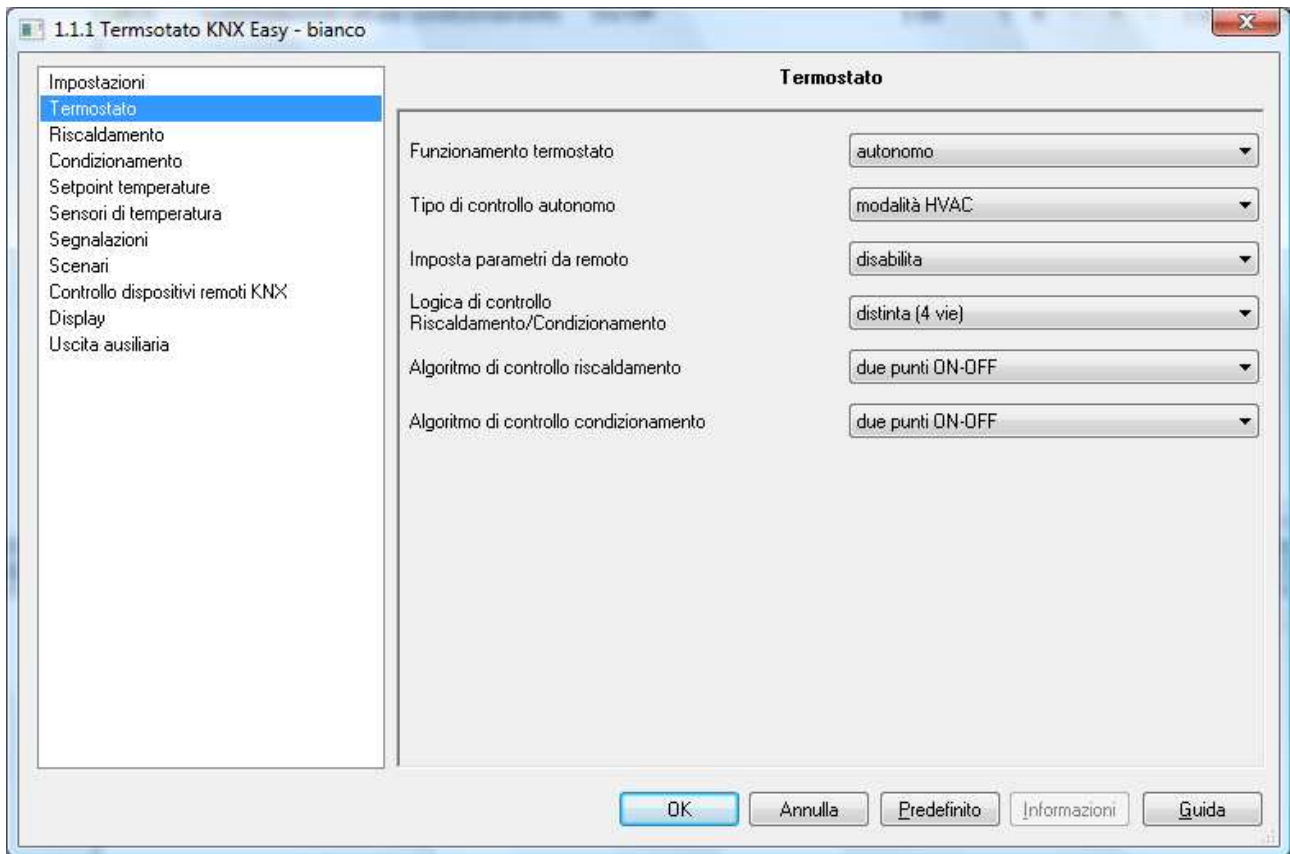 1.1.1 Termsotato KNX Easy - bianco
Impostazioni
Termostato
Riscaldamento
Condizionamento
Setpoint temperature
Sensori di temperatura
Segnalazioni
Scenari
Controllo dispositivi remoti KNX
Display
Uscita ausiliaria
Termostato
Funzionamento termostato
autonomo
Tipo di controllo autonomo
modalità HVAC
Imposta parametri da remoto
disabilita
Logica di controllo
Riscaldamento/Condizionamento
distinta (4 vie)
Algoritmo di controllo riscaldamento
due punti ON-OFF
Algoritmo di controllo condizionamento
due punti ON-OFF
OK
Annulla
Predefinito
Informazioni
Guida